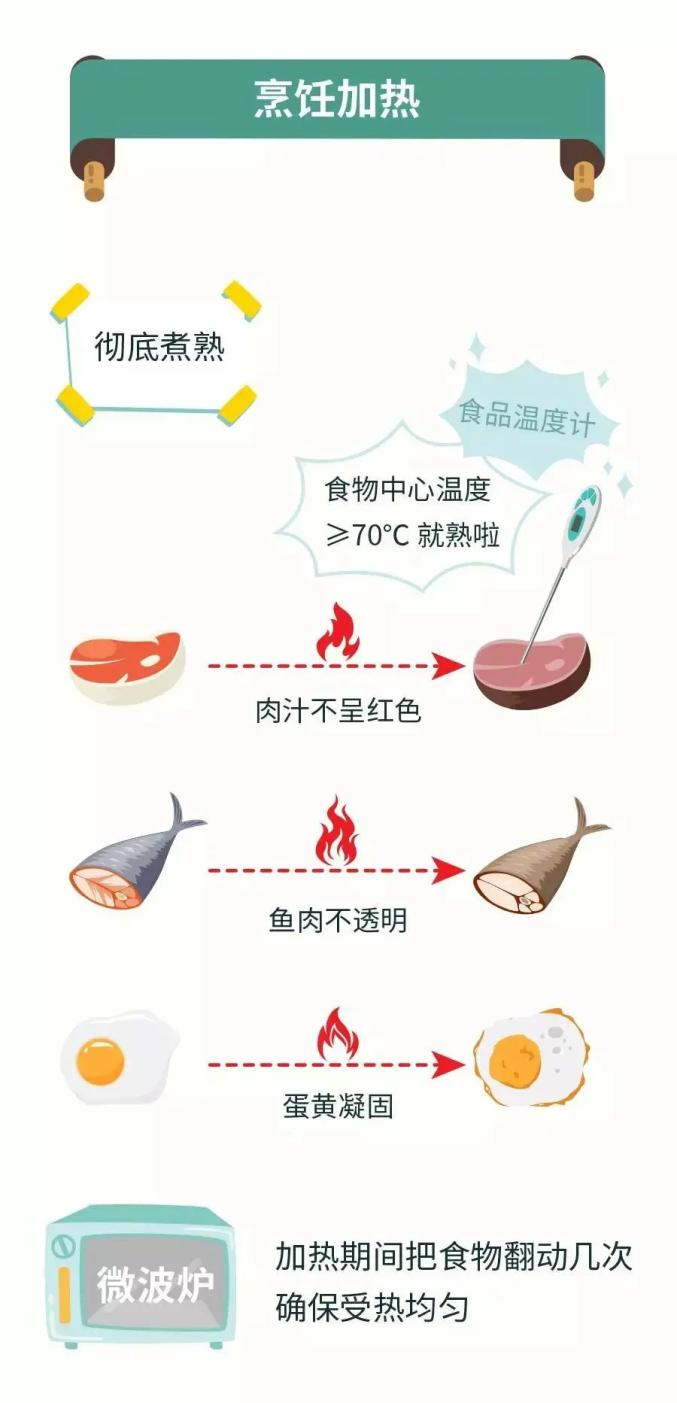 烹饪加热
彻底煮熟
食品温度计
食物中心温度
≥70℃ 就熟啦
肉汁不呈红色
鱼肉不透明
蛋黄凝固
微波炉
加热期间把食物翻动几次
确保受热均匀